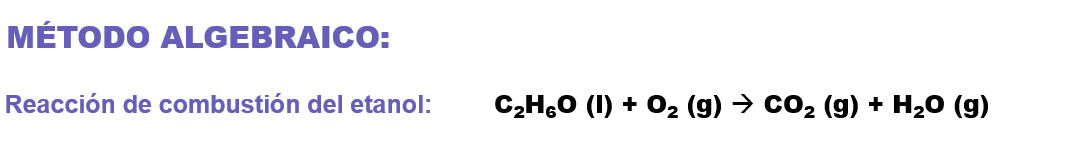 MÉTODO ALGEBRAICO:
Reacción de combustión del etanol: C₂H₆O (l) + O₂ (g) → CO₂ (g) + H₂O (g)